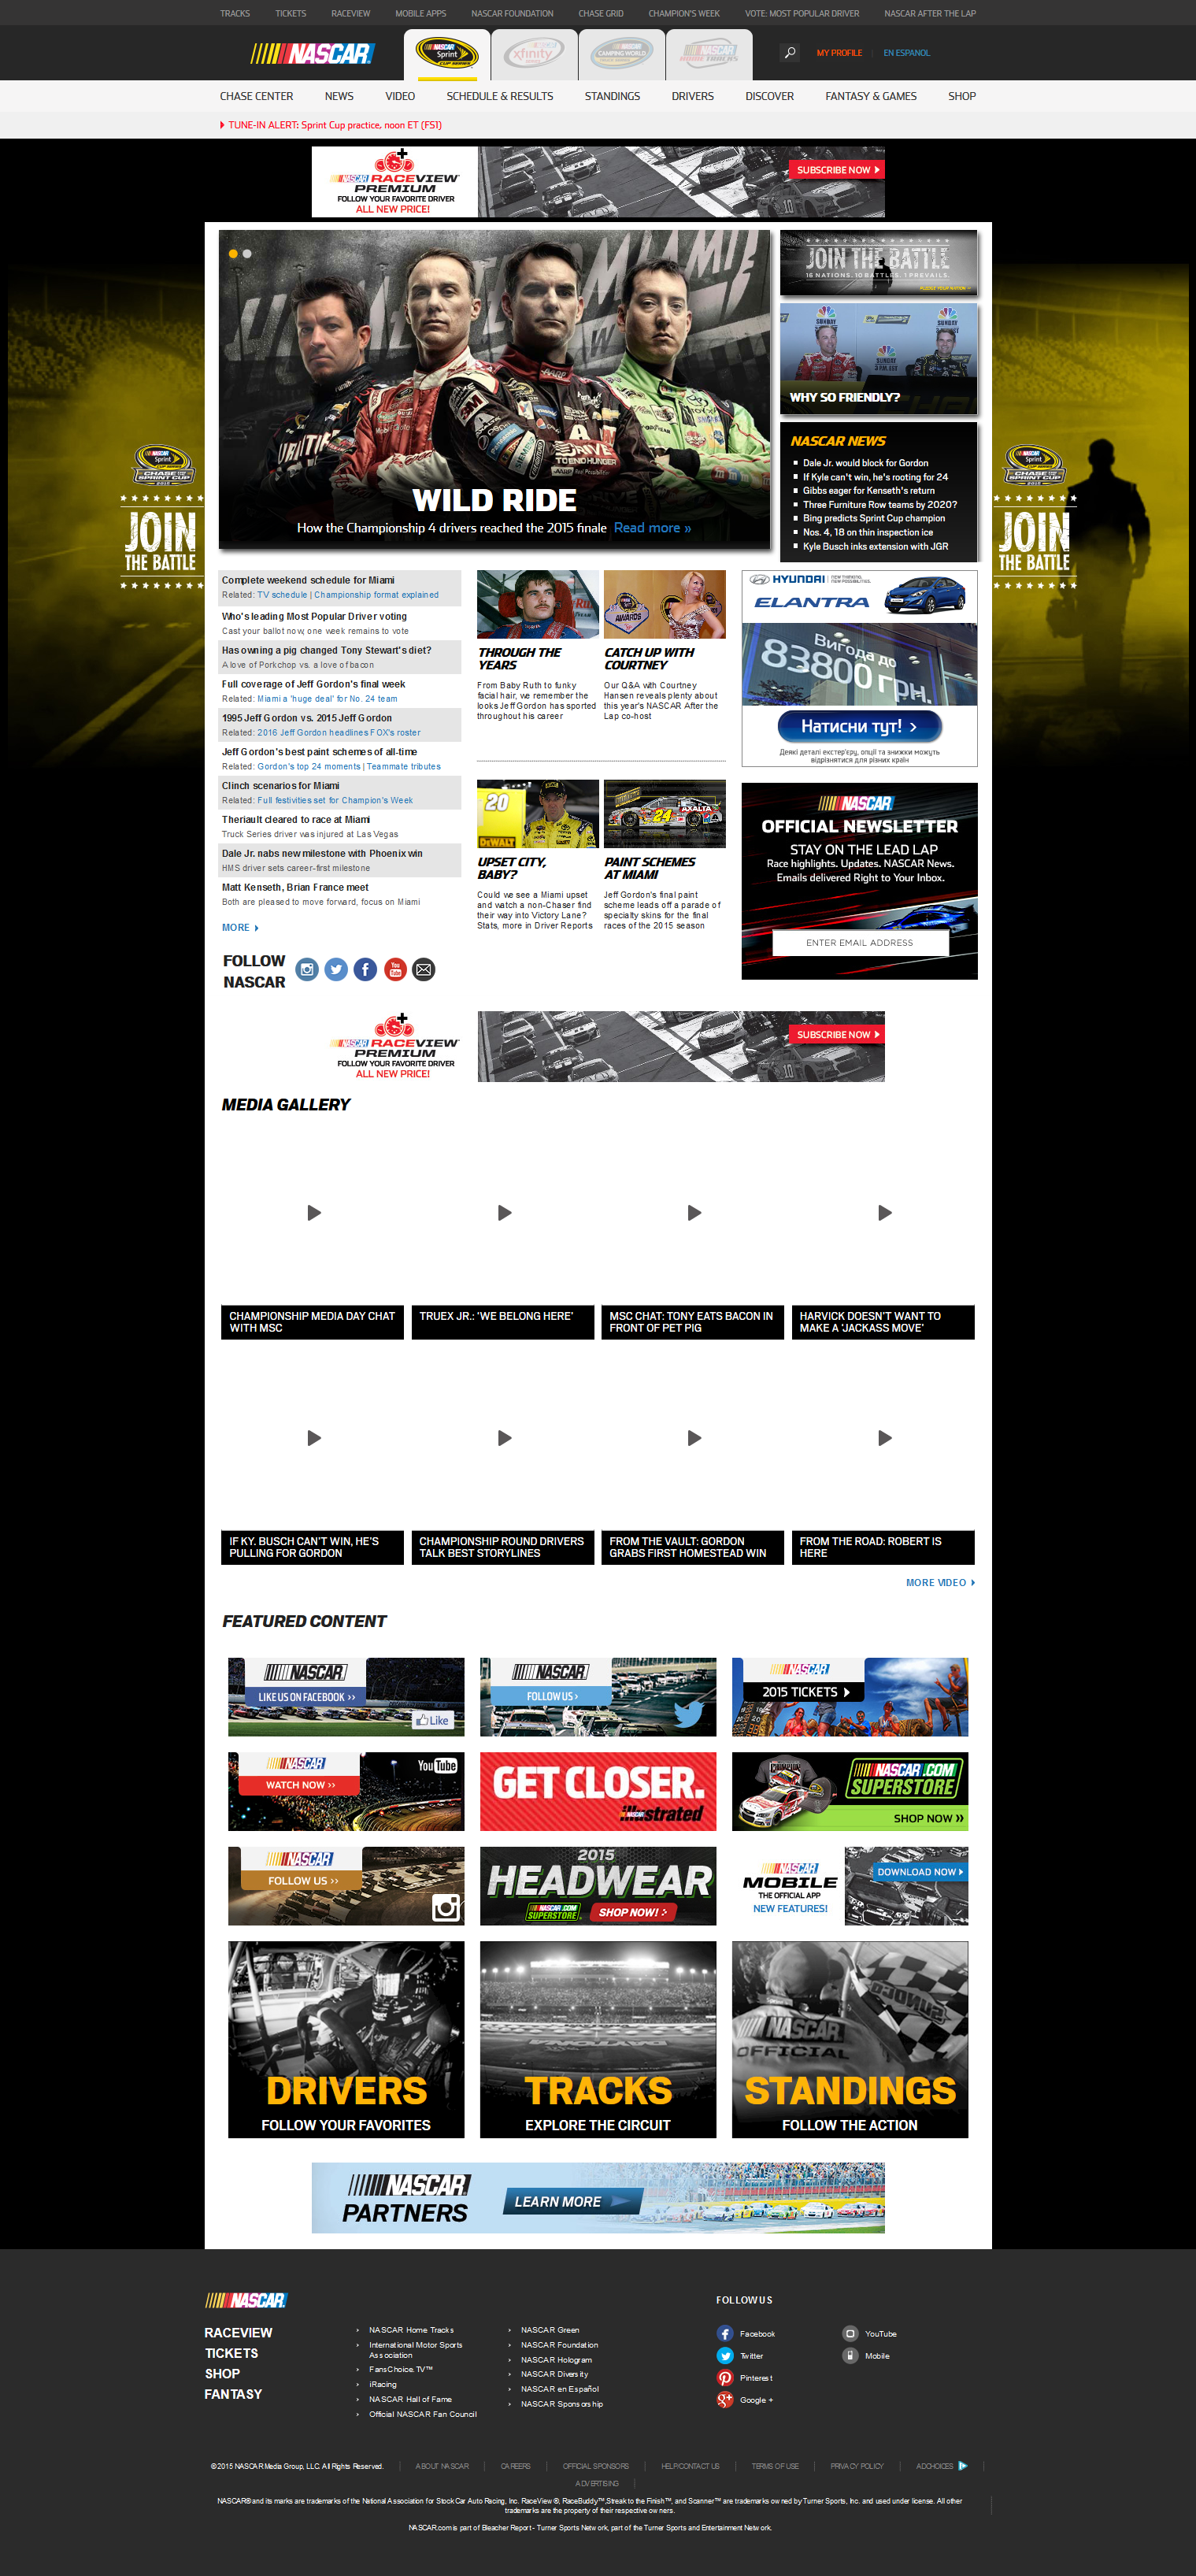 TRACKS TICKETS RACEVIEW MOBILE APPS NASCAR FOUNDATION CHASE GRID CHAMPION'S WEEK VOTE: MOST POPULAR DRIVER NASCAR AFTER THE LAP
NASCAR
NASCAR Sprint CUP SERIES
xfinity
CAMPING WORLD
NASCAR HOME TRACKS
MY PROFILE EN ESPANOL
CHASE CENTER NEWS VIDEO SCHEDULE & RESULTS STANDINGS DRIVERS DISCOVER FANTASY & GAMES SHOP
TUNE-IN ALERT: Sprint Cup practice, noon ET (FS1)
NASCAR RACEVIEW
PREMIUM
FOLLOW YOUR FAVORITE DRIVER
ALL NEW PRICE!
SUBSCRIBE NOW
WILD RIDE
How the Championship 4 drivers reached the 2015 finale Read more »
JOIN THE BATTLE
16 NATIONS. 10 BATTLES. 1 PREVAILS.
SUNDAY
NBC
WHY SO FRIENDLY?
NASCAR NEWS
Dale Jr. would block for Gordon
If Kyle can't win, he's rooting for 24
Gibbs eager for Kenseth's return
Three Furniture Row teams by 2020?
Bing predicts Sprint Cup champion
Nos. 4, 18 on thin inspection ice
Kyle Busch inks extension with JGR
Sprint
CHASE
SPRINT CUP
JOIN
THE BATTLE
Sprint
CHASE
SPRINT CUP
JOIN
THE BATTLE
Complete weekend schedule for Miami
Related: TV schedule | Championship format explained
Who's leading Most Popular Driver voting
Cast your ballot now, one week remains to vote
Has owning a pig changed Tony Stewart's diet?
A love of Porkchop vs. a love of bacon
Full coverage of Jeff Gordon's final week
Related: Miami a 'huge deal' for No. 24 team
1995 Jeff Gordon vs. 2015 Jeff Gordon
Related: 2016 Jeff Gordon headlines FOX's roster
Jeff Gordon's best paint schemes of all-time
Related: Gordon's top 24 moments | Teammate tributes
Clinch scenarios for Miami
Related: Full festivities set for Champion's Week
Theriault cleared to race at Miami
Truck Series driver was injured at Las Vegas
Dale Jr. nabs new milestone with Phoenix win
HMS driver sets career-first milestone
Matt Kenseth, Brian France meet
Both are pleased to move forward, focus on Miami
MORE
FOLLOW
NASCAR
THROUGH THE
YEARS
From Baby Ruth to funky
facial hair, we remember the
looks Jeff Gordon has sported
throughout his career
AWARDS
CATCH UP WITH
COURTNEY
Our Q&A with Courtney
Hansen reveals plenty about
this year's NASCAR After the
Lap co-host
20
DEWALT
UPSET CITY,
BABY?
Could we see a Miami upset
and watch a non-Chaser find
their way into Victory Lane?
Stats, more in Driver Reports
24
AXALTA
PAINT SCHEMES
AT MIAMI
Jeff Gordon's final paint
scheme leads off a parade of
specialty skins for the final
races of the 2015 season
HYUNDAI NEW THINKING. NEW POSSIBILITIES.
ELANTRA
Вигода до
83800 грн.
Натисни тут! >
Деякі деталі екстер'єру, опції та знижки можуть
відрізнятися для різних країн
NASCAR
OFFICIAL NEWSLETTER
STAY ON THE LEAD LAP
Race highlights. Updates. NASCAR News.
Emails delivered Right to Your Inbox.
ENTER EMAIL ADDRESS
NASCAR RACEVIEW
PREMIUM
FOLLOW YOUR FAVORITE DRIVER
ALL NEW PRICE!
SUBSCRIBE NOW
MEDIA GALLERY
CHAMPIONSHIP MEDIA DAY CHAT
WITH MSC
TRUEX JR.: 'WE BELONG HERE'
MSC CHAT: TONY EATS BACON IN
FRONT OF PET PIG
HARVICK DOESN'T WANT TO
MAKE A 'JACKASS MOVE'
IF KY. BUSCH CAN'T WIN, HE'S
PULLING FOR GORDON
CHAMPIONSHIP ROUND DRIVERS
TALK BEST STORYLINES
FROM THE VAULT: GORDON
GRABS FIRST HOMESTEAD WIN
FROM THE ROAD: ROBERT IS
HERE
MORE VIDEO
FEATURED CONTENT
NASCAR
LIKE US ON FACEBOOK >>
Like
NASCAR
FOLLOW US >
NASCAR
2015 TICKETS
NASCAR
WATCH NOW >>
YouTube
GET CLOSER.
NASCAR illustrated
NASCAR.COM
SUPERSTORE
SHOP NOW »
NASCAR
FOLLOW US >>
2015
HEADWEAR
NASCAR.COM SUPERSTORE
SHOP NOW! >
NASCAR
MOBILE
THE OFFICIAL APP
NEW FEATURES!
DOWNLOAD NOW
DRIVERS
FOLLOW YOUR FAVORITES
TRACKS
EXPLORE THE CIRCUIT
SUNOCO
NASCAR
OFFICIAL
STANDINGS
FOLLOW THE ACTION
NASCAR
PARTNERS
LEARN MORE
NASCAR
RACEVIEW
TICKETS
SHOP
FANTASY
NASCAR Home Tracks
International Motor Sports
Association
FansChoice.TV™
iRacing
NASCAR Hall of Fame
Official NASCAR Fan Council
NASCAR Green
NASCAR Foundation
NASCAR Hologram
NASCAR Diversity
NASCAR en Español
NASCAR Sponsorship
FOLLOW US
Facebook
Twitter
Pinterest
Google +
YouTube
Mobile
© 2015 NASCAR Media Group, LLC. All Rights Reserved. ABOUT NASCAR CAREERS OFFICIAL SPONSORS HELP/CONTACT US TERMS OF USE PRIVACY POLICY ADCHOICES
ADVERTISING
NASCAR® and its marks are trademarks of the National Association for Stock Car Auto Racing, Inc. RaceView ®, RaceBuddy™,Streak to the Finish™, and Scanner™ are trademarks owned by Turner Sports, Inc. and used under license. All other
trademarks are the property of their respective owners.
NASCAR.com is part of Bleacher Report - Turner Sports Network, part of the Turner Sports and Entertainment Network.